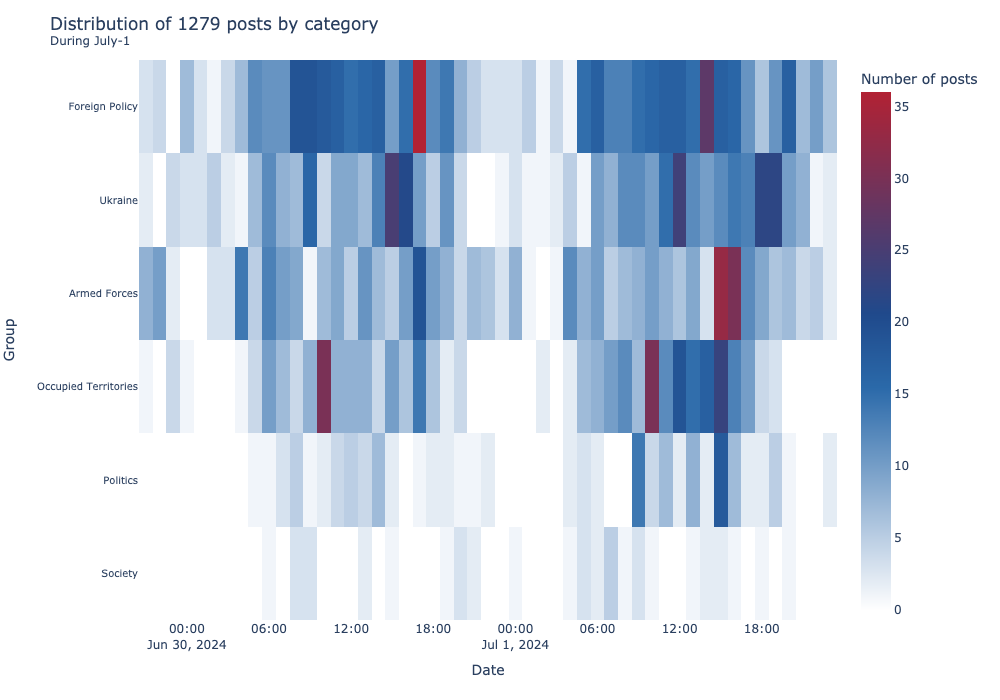 Distribution of 1279 posts by category
During July-1
Number of posts
Foreign Policy
Ukraine
Armed Forces
Occupied Territories
Politics
Society
Group
35
30
25
20
15
10
5
0
00:00
Jun 30, 2024
06:00
12:00
18:00
00:00
Jul 1, 2024
06:00
12:00
18:00
Date